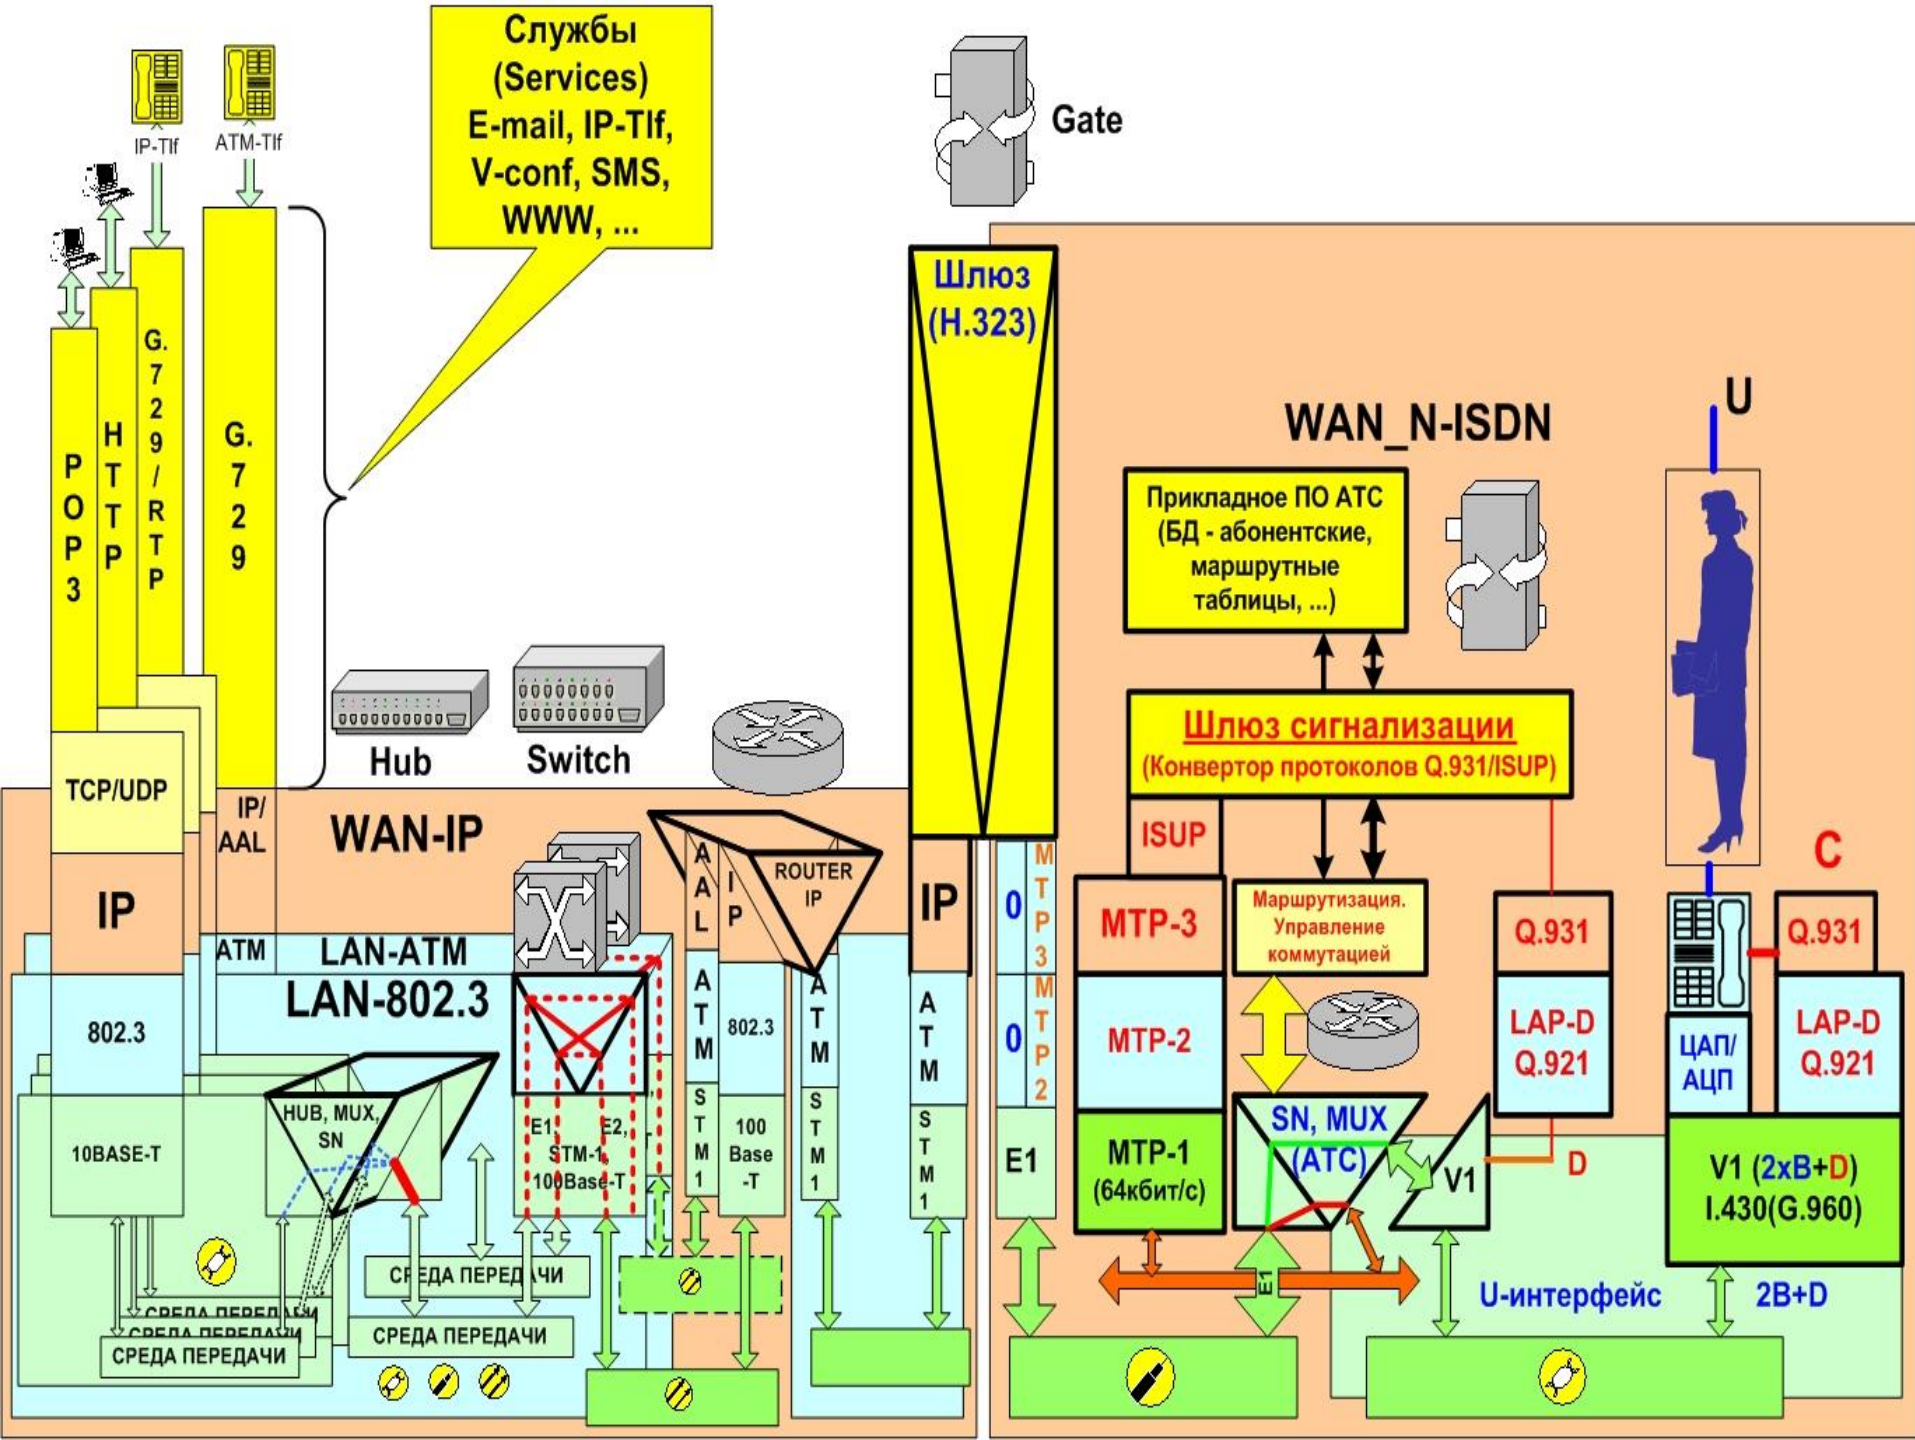 Службы
(Services)
E-mail, IP-Tlf,
V-conf, SMS,
WWW, ...
IP-Tlf
ATM-Tlf
Gate
POP3
HTTP
G.729/RTP
G.729
Шлюз
(H.323)
WAN_N-ISDN
U
Прикладное ПО АТС
(БД - абонентские,
маршрутные
таблицы, ...)
Шлюз сигнализации
(Конвертор протоколов Q.931/ISUP)
Hub
Switch
TCP/UDP
IP/
AAL
WAN-IP
IP
ATM
LAN-ATM
LAN-802.3
802.3
10BASE-T
HUB, MUX,
SN
E1,
E2,
STM-1,
100Base-T
AAL
IP
ROUTER
IP
ATM
802.3
STM1
100
Base
-T
ATM
STM1
IP
ATM
STM1
0
MTP3
0
MTP2
E1
ISUP
MTP-3
MTP-2
MTP-1
(64кбит/с)
Маршрутизация.
Управление
коммутацией
SN, MUX
(АТС)
V1
D
E1
Q.931
LAP-D
Q.921
C
Q.931
ЦАП/
АЦП
LAP-D
Q.921
V1 (2xB+D)
I.430(G.960)
U-интерфейс
2B+D
СРЕДА ПЕРЕДАЧИ
СРЕДА ПЕРЕДАЧИ
СРЕДА ПЕРЕДАЧИ
СРЕДА ПЕРЕДАЧИ
СРЕДА ПЕРЕДАЧИ